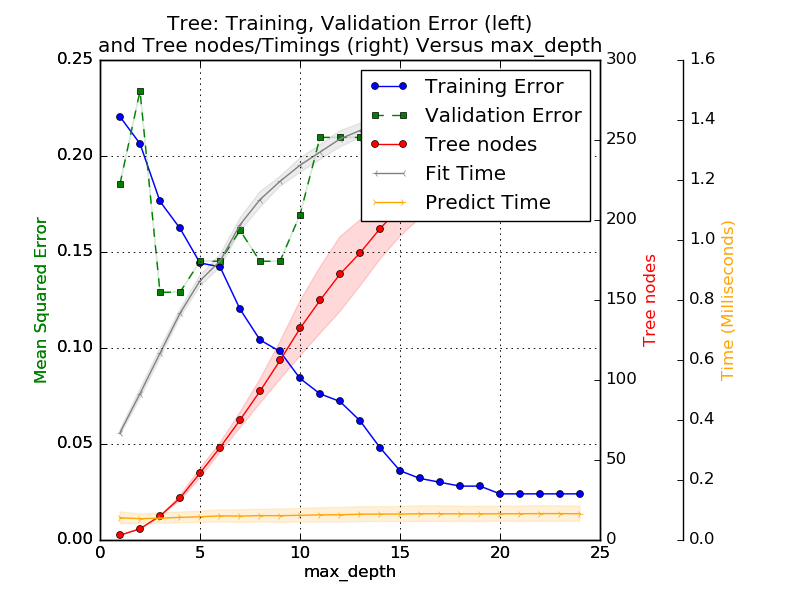 Tree: Training, Validation Error (left)
and Tree nodes/Timings (right) Versus max_depth
Training Error
Validation Error
Tree nodes
Fit Time
Predict Time
Mean Squared Error
0.25
0.20
0.15
0.10
0.05
0.00
0
5
10
15
20
25
max_depth
300
250
200
150
100
50
0
Tree nodes
1.6
1.4
1.2
1.0
0.8
0.6
0.4
0.2
0.0
Time (Milliseconds)